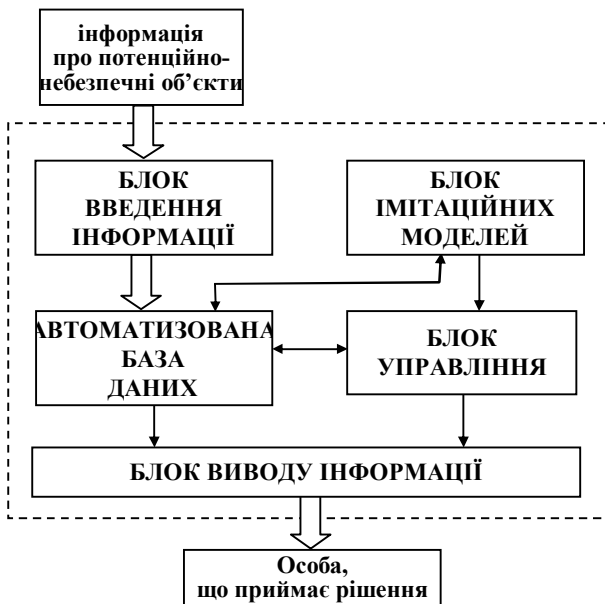 інформація
про потенційно-
небезпечні об’єкти
БЛОК
ВВЕДЕННЯ
ІНФОРМАЦІЇ
БЛОК
ІМІТАЦІЙНИХ
МОДЕЛЕЙ
АВТОМАТИЗОВАНА
БАЗА
ДАНИХ
БЛОК
УПРАВЛІННЯ
БЛОК ВИВОДУ ІНФОРМАЦІЇ
Особа,
що приймає рішення